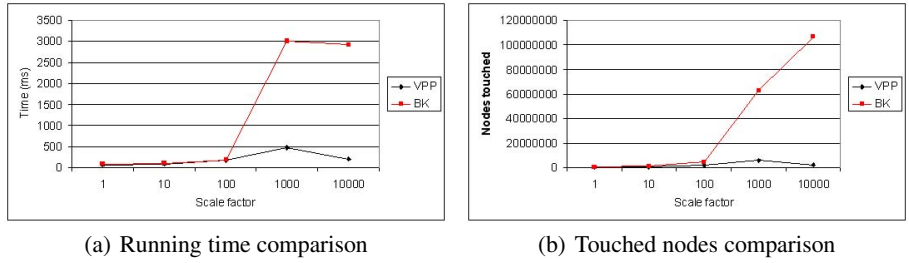 3500
3000
2500
2000
1500
1000
500
0
Time (ms)
1 10 100 1000 10000
Scale factor
VPP
BK
(a) Running time comparison
120000000
100000000
80000000
60000000
40000000
20000000
0
Nodes touched
1 10 100 1000 10000
Scale factor
VPP
BK
(b) Touched nodes comparison